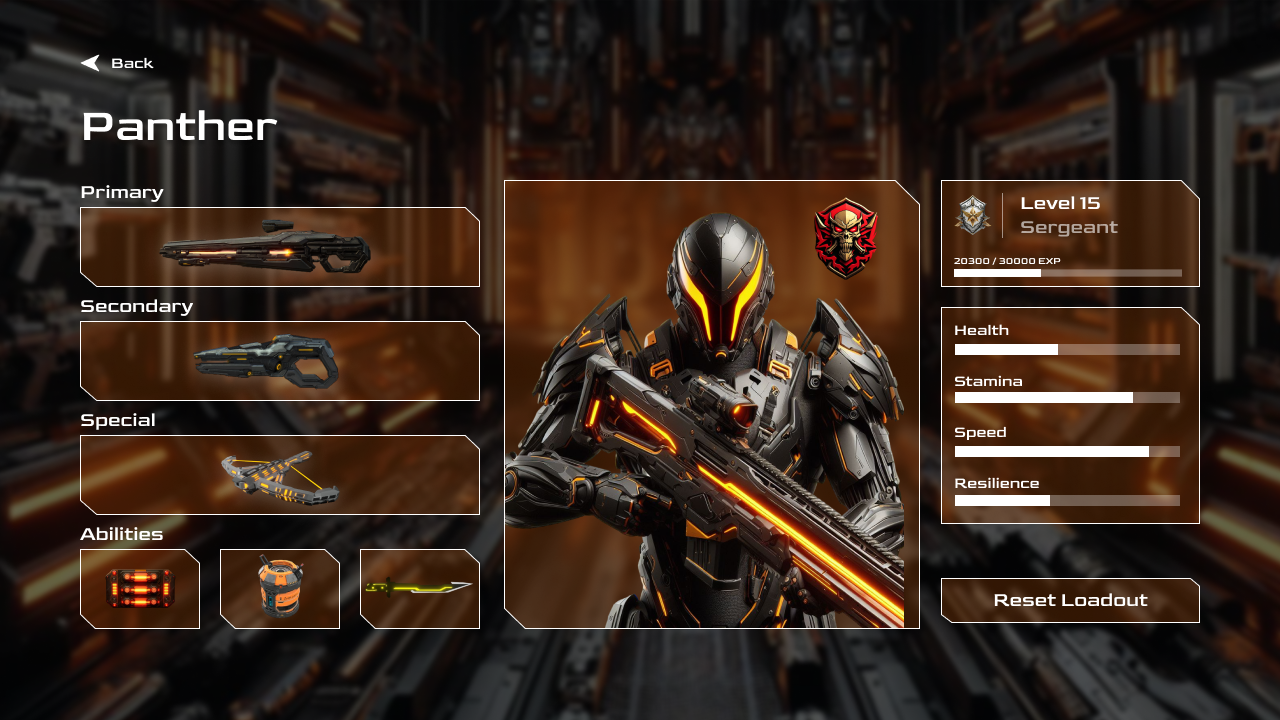 Back
Panther
Primary
Secondary
Special
Abilities
Level 15
Sergeant
20300 / 30000 EXP
Health
Stamina
Speed
Resilience
Reset Loadout